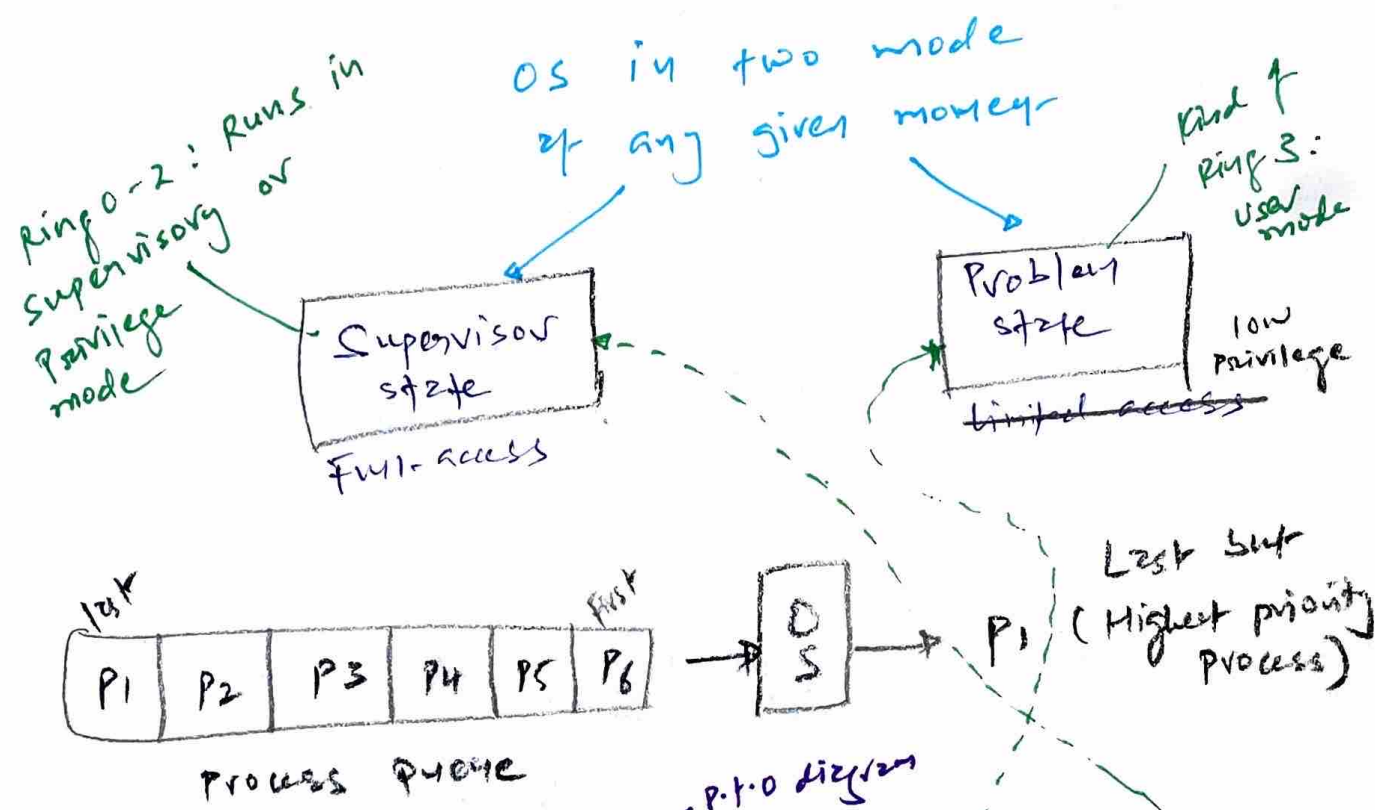 OS in two mode
at any given moment
Ring 0-2: Runs in
supervisory or
Privilege
mode
Kind of
Ring 3:
user
mode
Supervisor
state
Full-access
Problem
state
low
privilege
Limited access
last
First
P1 P2 P3 P4 P5 P6
Process Queue
OS
P1
Last but
(Highest priority
process)
P.T.O diagram